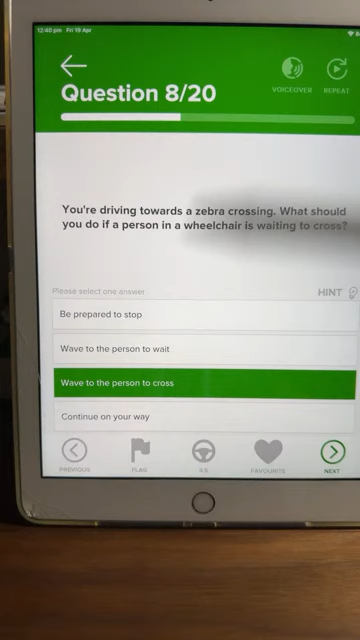 12:40 pm Fri 19 Apr
Question 8/20
VOICEOVER
REPEAT
You're driving towards a zebra crossing. What should
you do if a person in a wheelchair is waiting to cross?
Please select one answer
HINT
Be prepared to stop
Wave to the person to wait
Wave to the person to cross
Continue on your way
PREVIOUS
FLAG
ILS
FAVOURITE
NEXT